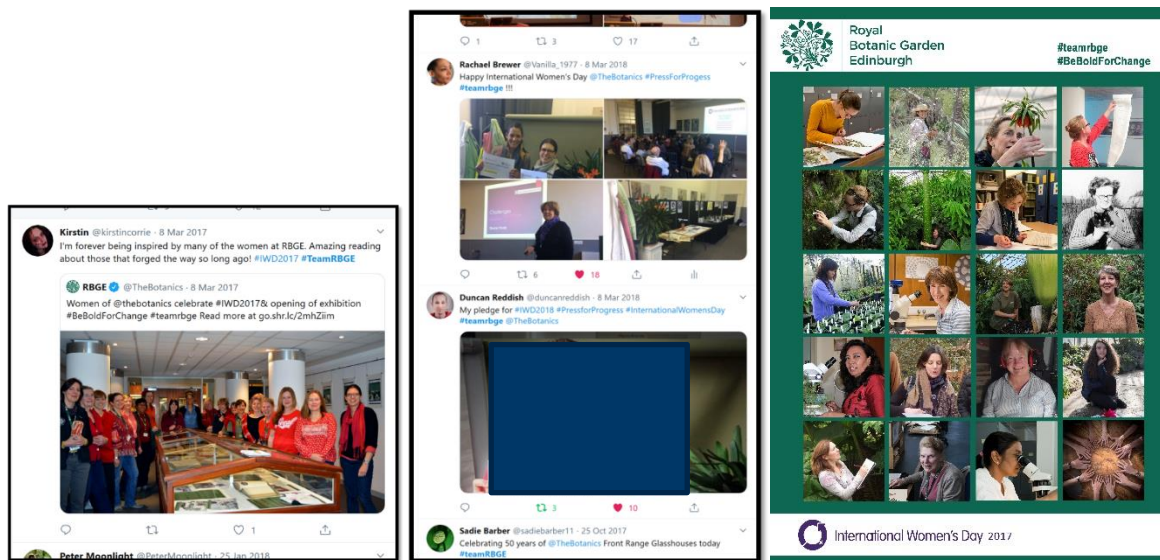 Kirstin @kirstincorrie · 8 Mar 2017
I'm forever being inspired by many of the women at RBGE. Amazing reading
about those that forged the way so long ago! #IWD2017 #TeamRBGE
RBGE @TheBotanics · 8 Mar 2017
Women of @thebotanics celebrate #IWD2017& opening of exhibition
#BeBoldForChange #teamrbge Read more at go.shr.lc/2mhZiim
1
Peter Moonlight @PeterMoonlight · 25 Jan 2018
1 3 17
Rachael Brewer @Vanilla_1977 · 8 Mar 2018
Happy International Women's Day @TheBotanics #PressForProgess
#teamrbge !!!
6 18
Duncan Reddish @duncanreddish · 8 Mar 2018
My pledge for #IWD2018 #PressforProgress #InternationalWomensDay
#teamrbge @TheBotanics
3 10
Sadie Barber @sadiebarber11 · 25 Oct 2017
Celebrating 50 years of @TheBotanics Front Range Glasshouses today
#teamRBGE
Royal
Botanic Garden
Edinburgh
#teamrbge
#BeBoldForChange
International Women's Day 2017